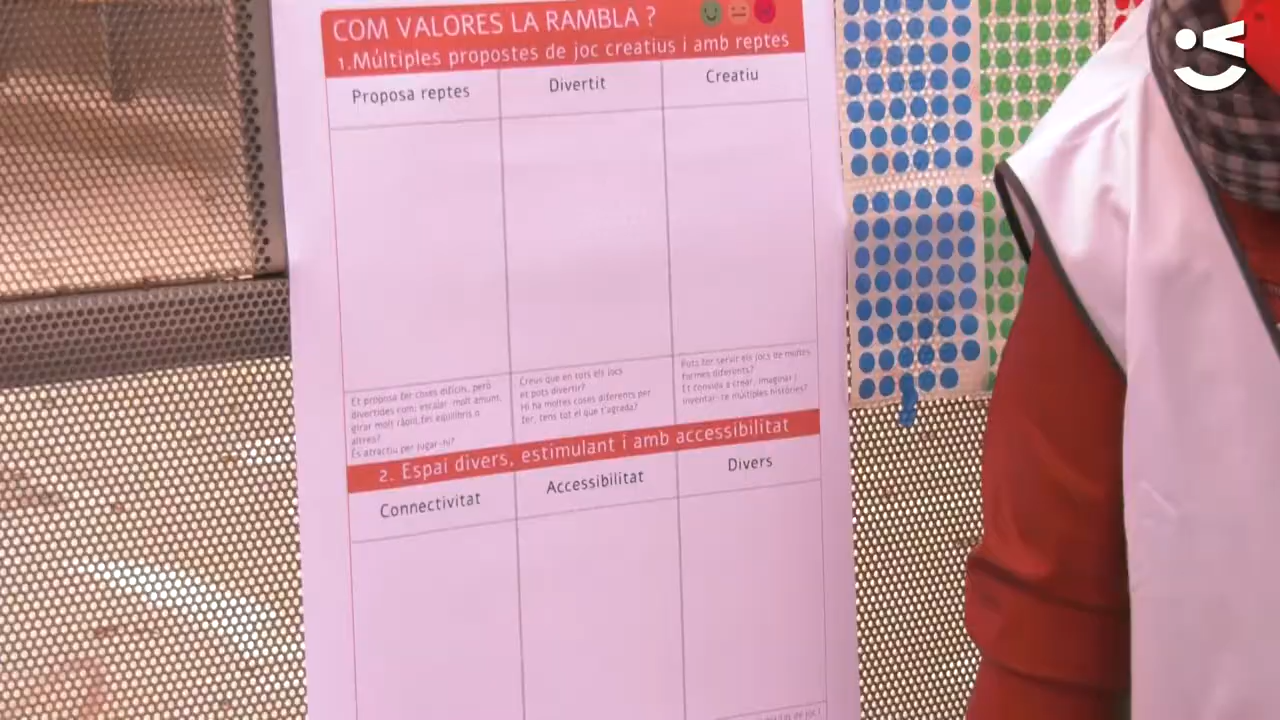 COM VALORES LA RAMBLA ?
1.Múltiples propostes de joc creatius i amb reptes
Proposa reptes
Divertit
Creatiu
Et proposa fer coses difícils, però
divertides com: escalar molt amunt,
girar molt ràpid, fes equilibris o
altres?
És atractiu per jugar-hi?
Creus que en tots els jocs
et pots divertir?
Hi ha moltes coses diferents per
fer, tens tot el que t'agrada?
Pots fer servir els jocs de moltes
formes diferents?
Et convida a crear, imaginar i
inventar-te múltiples històries?
2. Espai divers, estimulant i amb accessibilitat
Connectivitat
Accessibilitat
Divers
de joc i